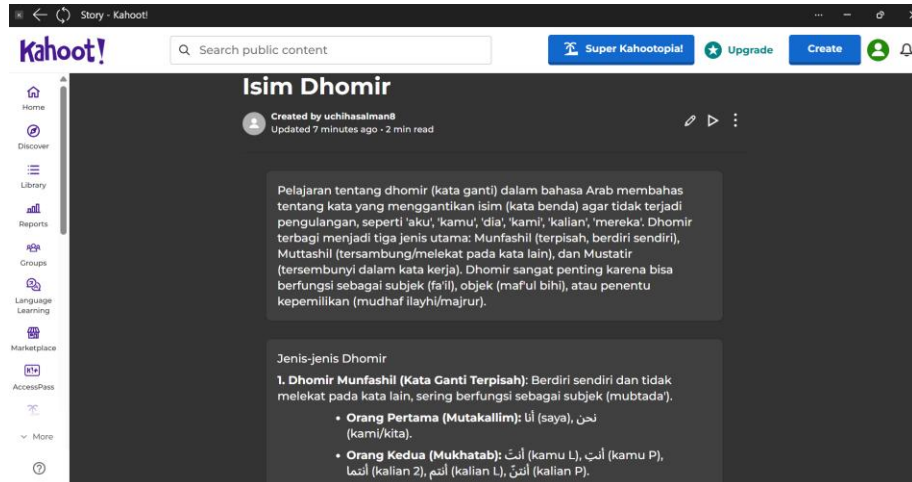 Story - Kahoot!
Kahoot!
Search public content
Super Kahootopia!
Upgrade
Create
Home
Discover
Library
Reports
Groups
Language Learning
Marketplace
AccessPass
More
Isim Dhomir
Created by uchihasalman8
Updated 7 minutes ago • 2 min read
Pelajaran tentang dhomir (kata ganti) dalam bahasa Arab membahas
tentang kata yang menggantikan isim (kata benda) agar tidak terjadi
pengulangan, seperti 'aku', 'kamu', 'dia', 'kami', 'kalian', 'mereka'. Dhomir
terbagi menjadi tiga jenis utama: Munfashil (terpisah, berdiri sendiri),
Muttashil (tersambung/melekat pada kata lain), dan Mustatir
(tersembunyi dalam kata kerja). Dhomir sangat penting karena bisa
berfungsi sebagai subjek (fa'il), objek (maf'ul bihi), atau penentu
kepemilikan (mudhaf ilayhi/majrur).
Jenis-jenis Dhomir
1. Dhomir Munfashil (Kata Ganti Terpisah): Berdiri sendiri dan tidak
melekat pada kata lain, sering berfungsi sebagai subjek (mubtada').
• Orang Pertama (Mutakallim): أنا (saya), نحن
(kami/kita).
• Orang Kedua (Mukhatab): أنتَ (kamu L), أنتِ (kamu P),
أنتما (kalian 2), أنتم (kalian L), أنتنّ (kalian P).